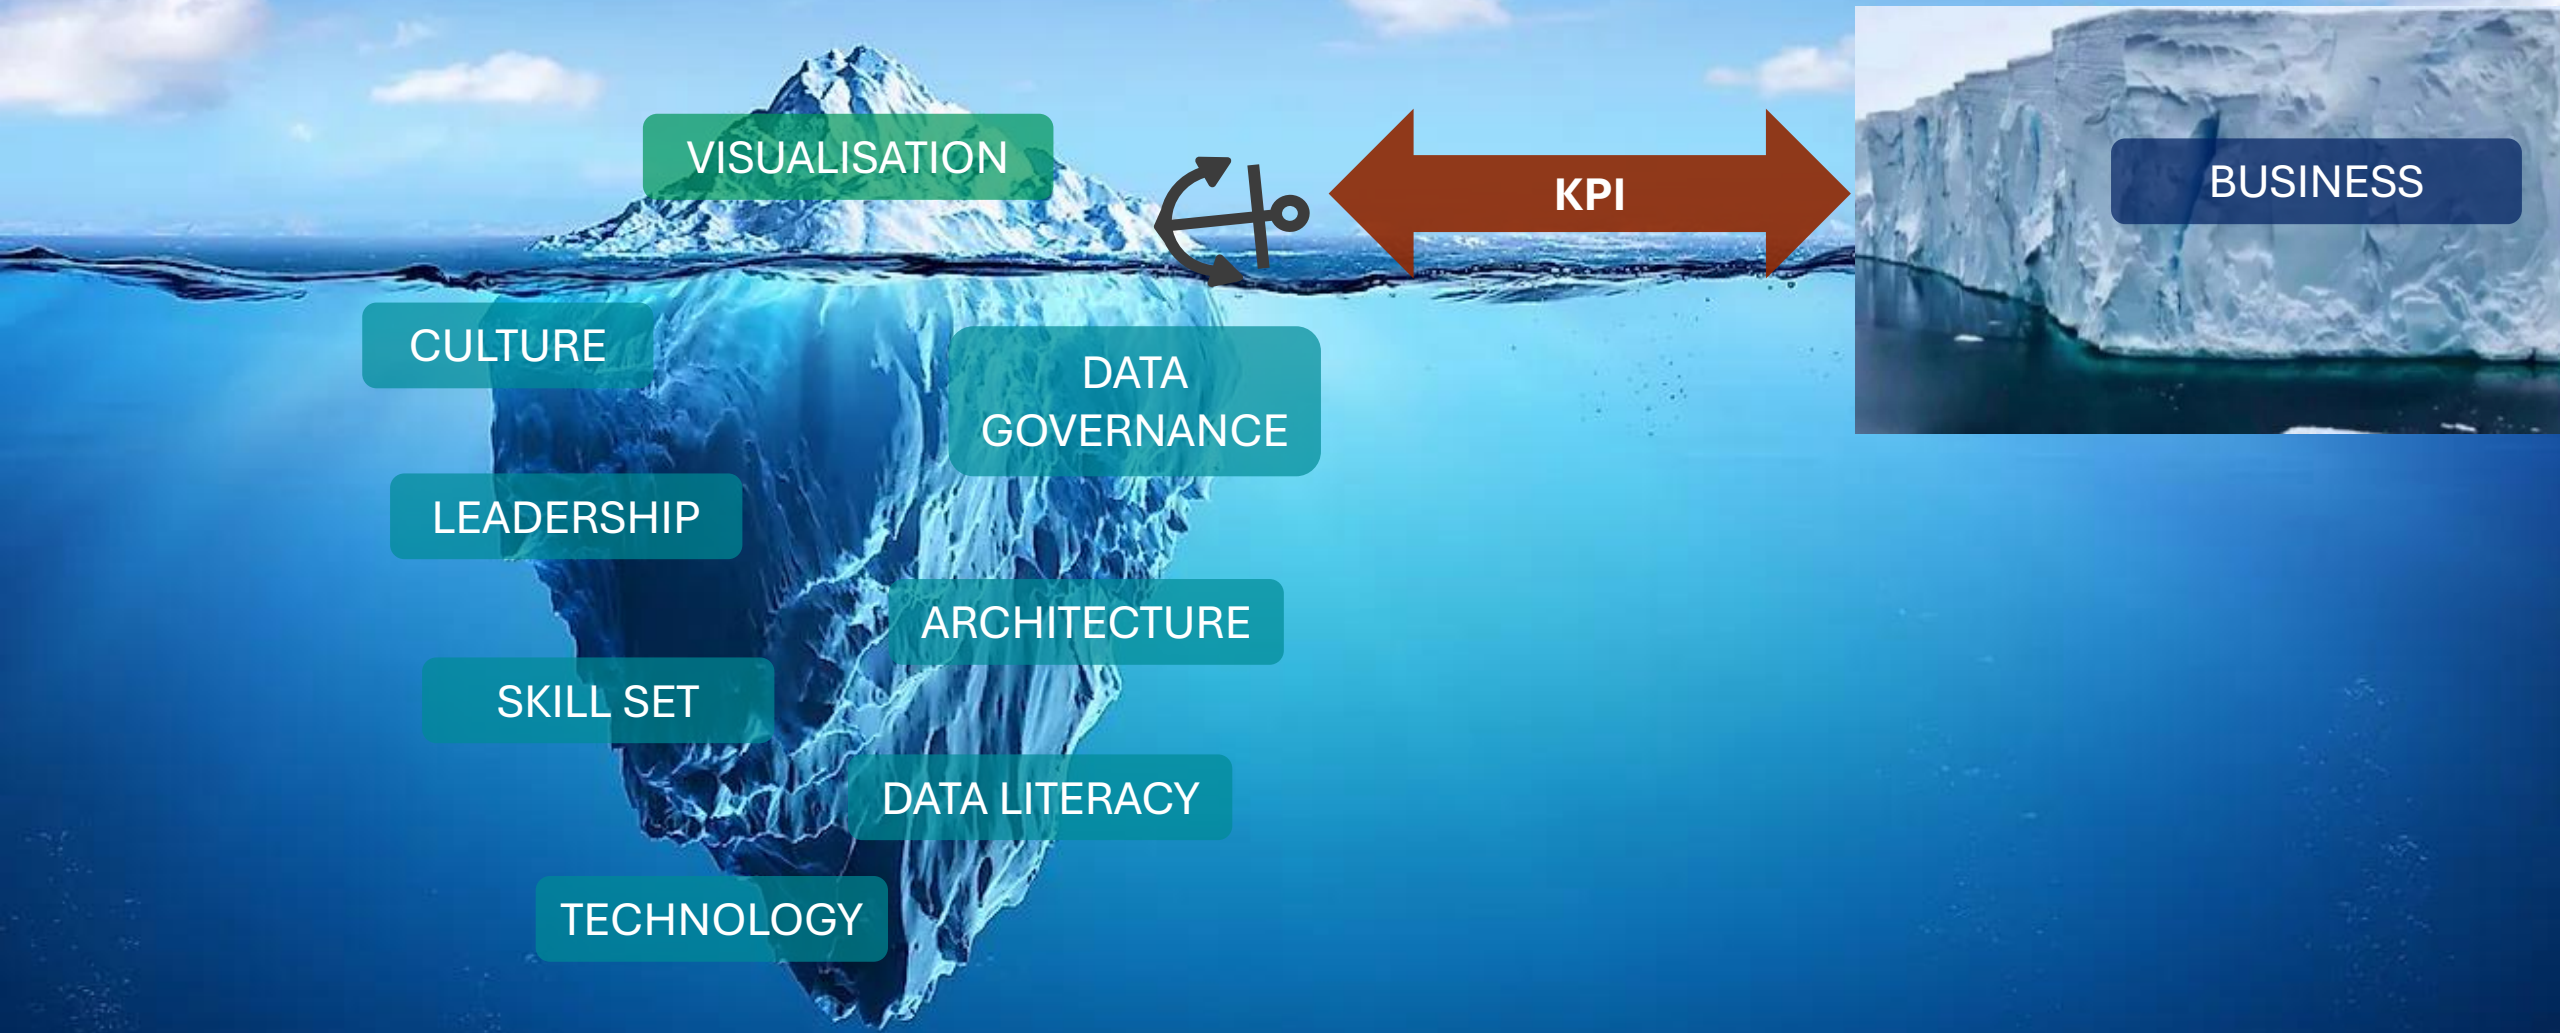 VISUALISATION
KPI
BUSINESS
CULTURE
DATA
GOVERNANCE
LEADERSHIP
ARCHITECTURE
SKILL SET
DATA LITERACY
TECHNOLOGY